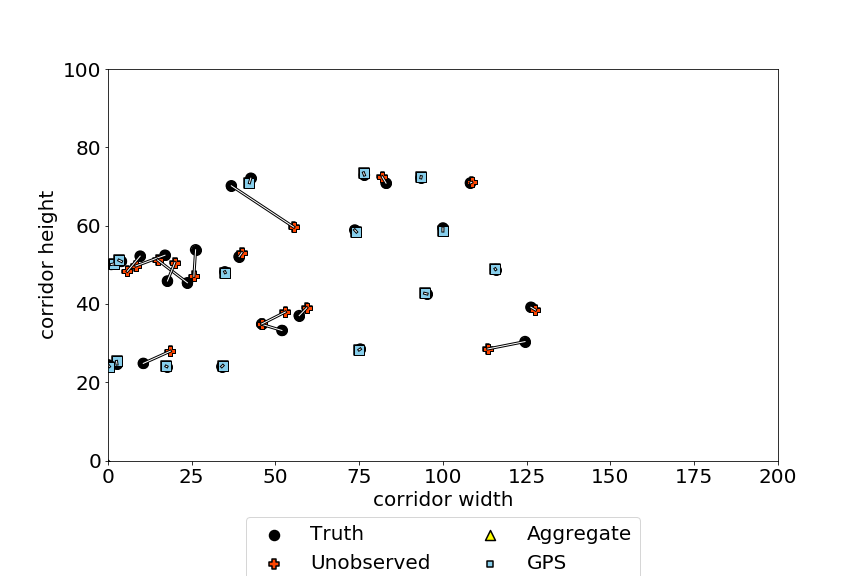 100
80
60
40
20
0
corridor height
0 25 50 75 100 125 150 175 200
corridor width
Truth Aggregate
Unobserved GPS